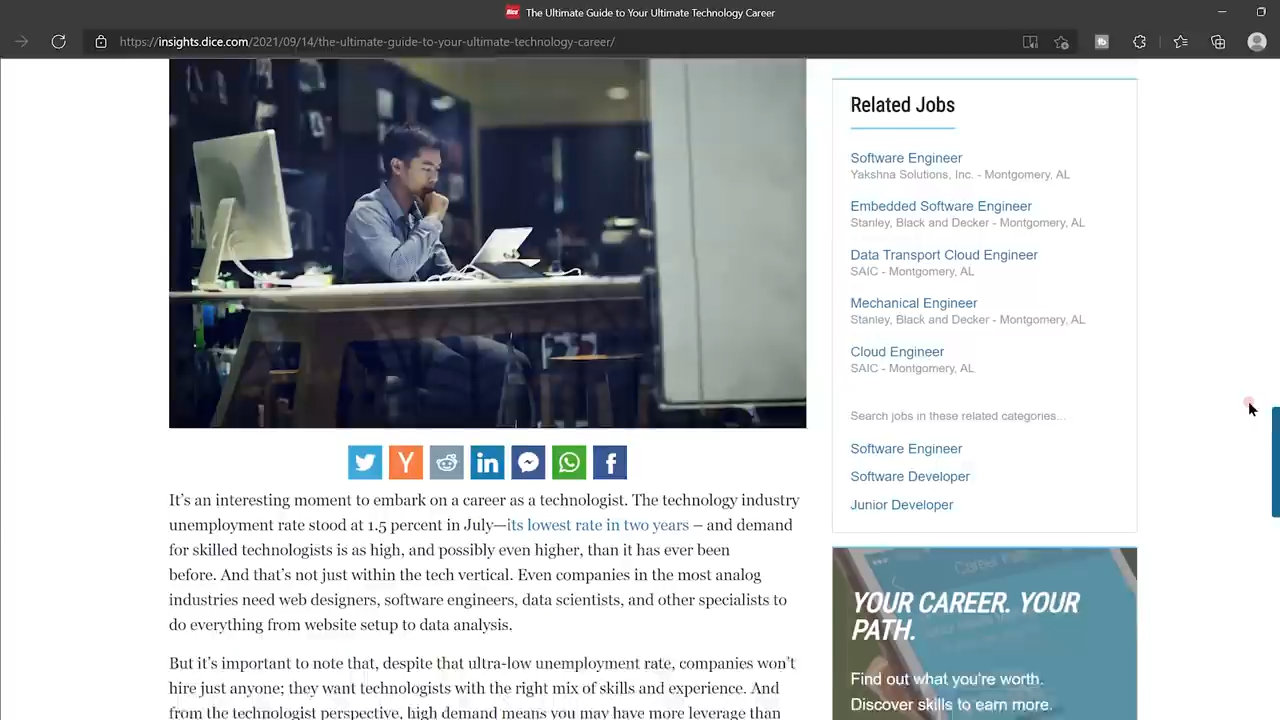 Dice
The Ultimate Guide to Your Ultimate Technology Career
https://insights.dice.com/2021/09/14/the-ultimate-guide-to-your-ultimate-technology-career/
Related Jobs
Software Engineer
Yakshna Solutions, Inc. - Montgomery, AL
Embedded Software Engineer
Stanley, Black and Decker - Montgomery, AL
Data Transport Cloud Engineer
SAIC - Montgomery, AL
Mechanical Engineer
Stanley, Black and Decker - Montgomery, AL
Cloud Engineer
SAIC - Montgomery, AL
Search jobs in these related categories...
Software Engineer
Software Developer
Junior Developer
It's an interesting moment to embark on a career as a technologist. The technology industry
unemployment rate stood at 1.5 percent in July—its lowest rate in two years – and demand
for skilled technologists is as high, and possibly even higher, than it has ever been
before. And that's not just within the tech vertical. Even companies in the most analog
industries need web designers, software engineers, data scientists, and other specialists to
do everything from website setup to data analysis.
But it's important to note that, despite that ultra-low unemployment rate, companies won't
hire just anyone; they want technologists with the right mix of skills and experience. And
from the technologist perspective, high demand means you may have more leverage than
YOUR CAREER. YOUR
PATH.
Find out what you're worth.
Discover skills to earn more.